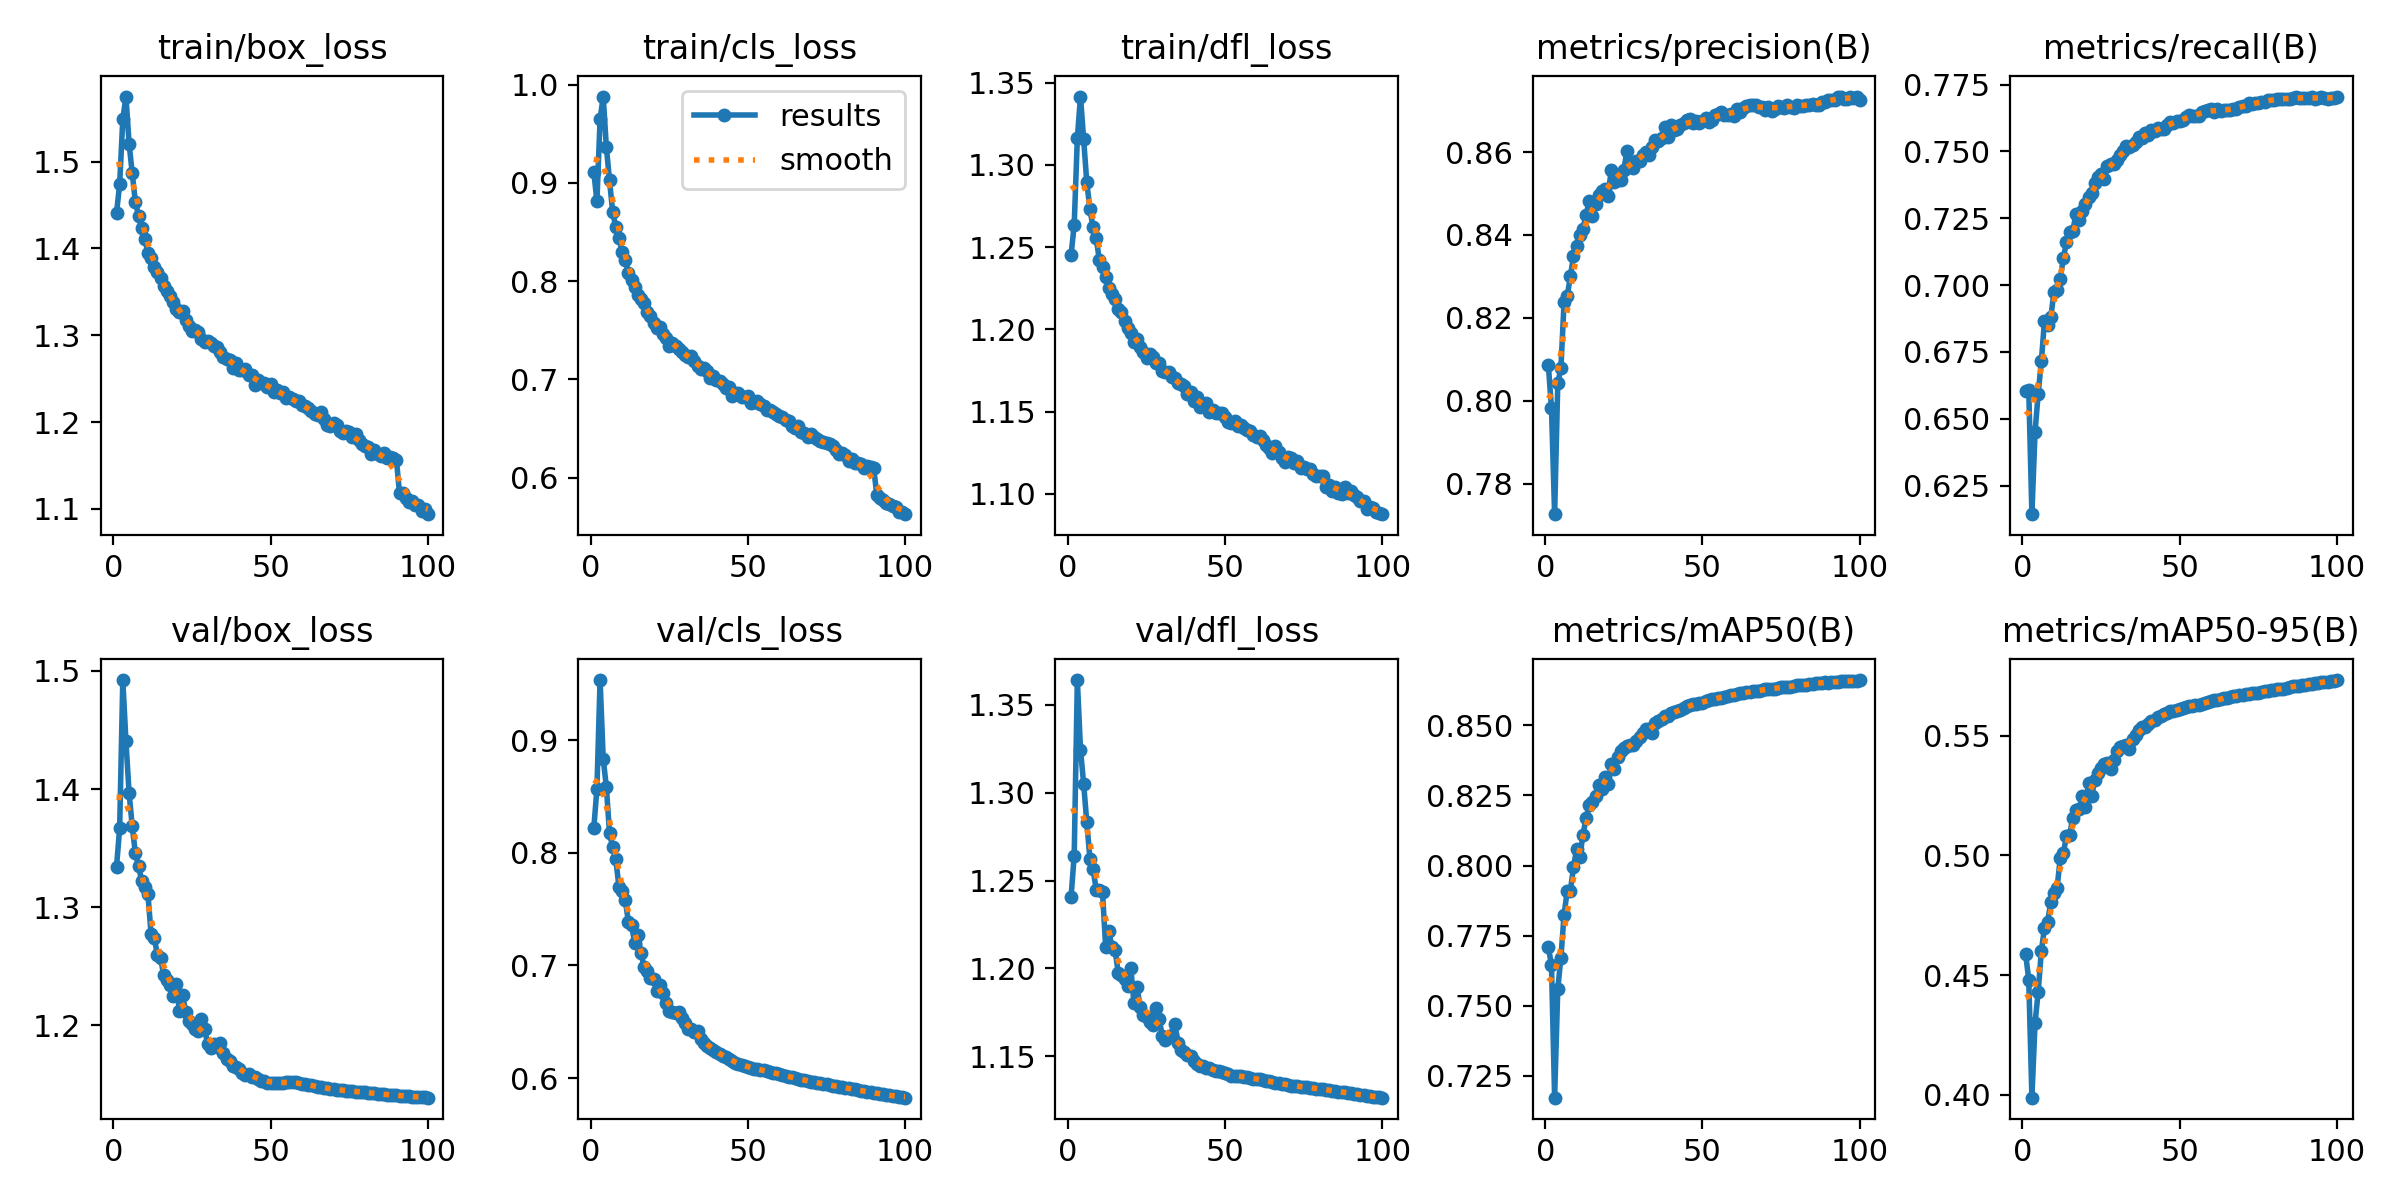 train/box_loss
1.5
1.4
1.3
1.2
1.1
0 50 100
train/cls_loss
results
smooth
1.0
0.9
0.8
0.7
0.6
0 50 100
train/dfl_loss
1.35
1.30
1.25
1.20
1.15
1.10
0 50 100
metrics/precision(B)
0.86
0.84
0.82
0.80
0.78
0 50 100
metrics/recall(B)
0.775
0.750
0.725
0.700
0.675
0.650
0.625
0 50 100
val/box_loss
1.5
1.4
1.3
1.2
0 50 100
val/cls_loss
0.9
0.8
0.7
0.6
0 50 100
val/dfl_loss
1.35
1.30
1.25
1.20
1.15
0 50 100
metrics/mAP50(B)
0.850
0.825
0.800
0.775
0.750
0.725
0 50 100
metrics/mAP50-95(B)
0.55
0.50
0.45
0.40
0 50 100